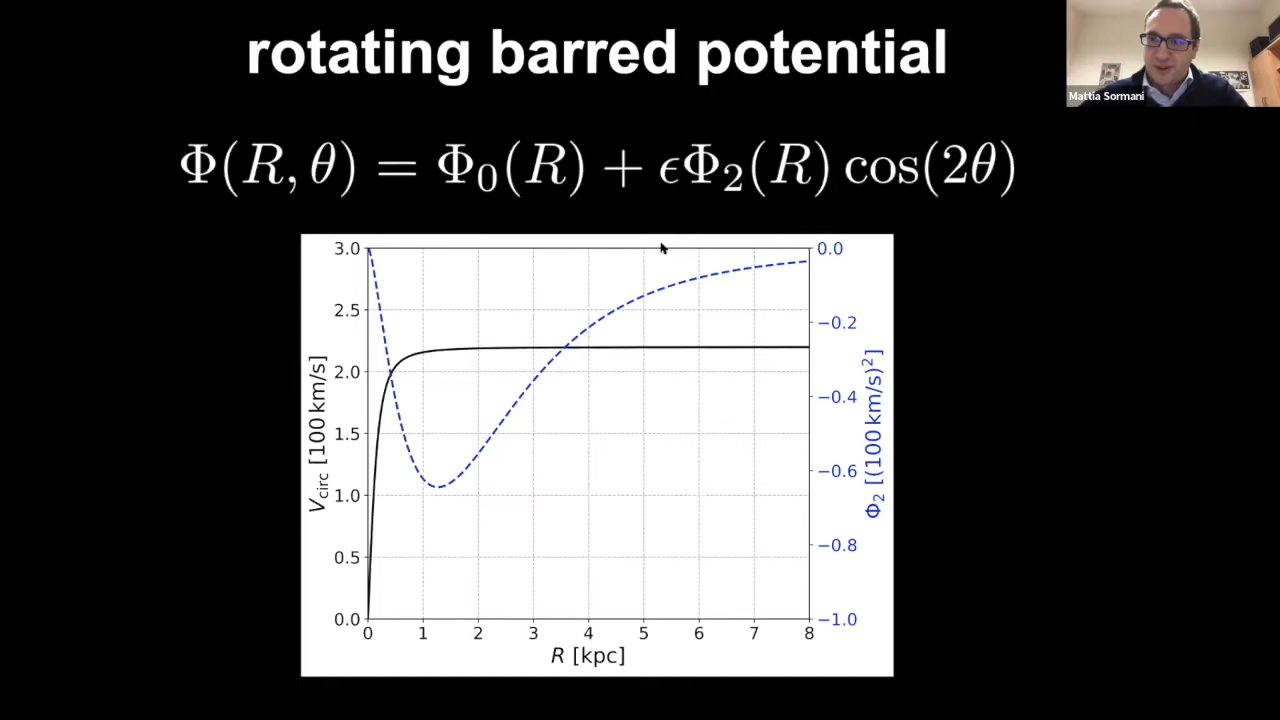 rotating barred potential
Mattia Sormani
Φ(R, θ) = Φ₀(R) + ϵΦ₂(R) cos(2θ)
3.0
2.5
2.0
1.5
1.0
0.5
0.0
V_circ [100 km/s]
0 1 2 3 4 5 6 7 8
R [kpc]
0.0
−0.2
−0.4
−0.6
−0.8
−1.0
Φ₂ [(100 km/s)²]